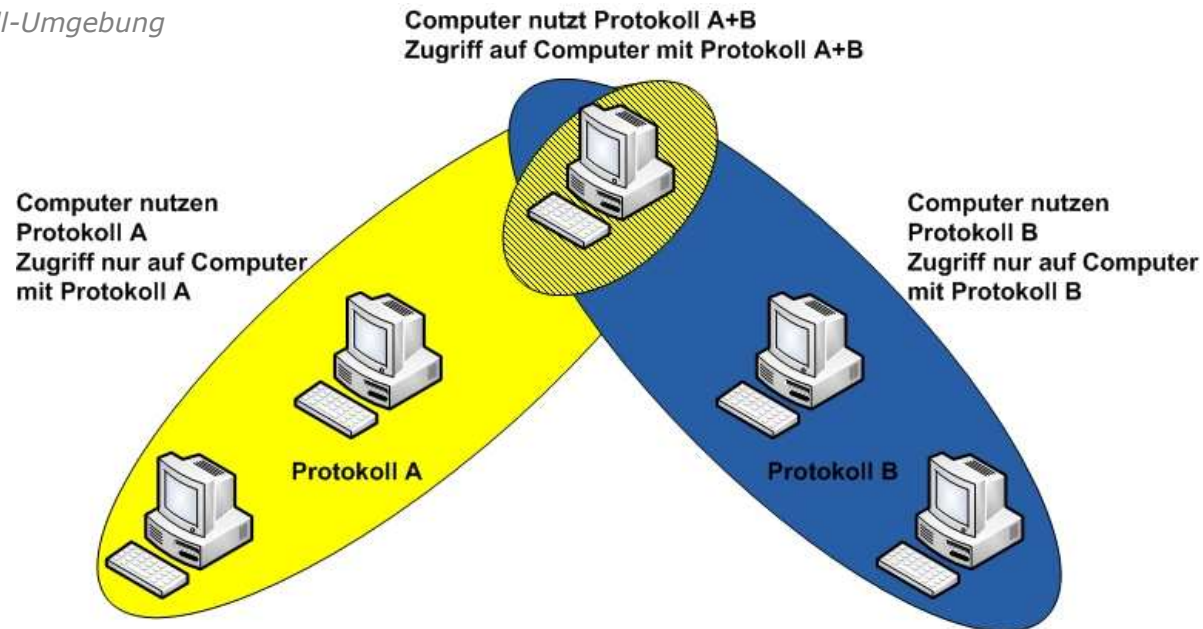 ll-Umgebung
Computer nutzt Protokoll A+B
Zugriff auf Computer mit Protokoll A+B
Computer nutzen
Protokoll A
Zugriff nur auf Computer
mit Protokoll A
Computer nutzen
Protokoll B
Zugriff nur auf Computer
mit Protokoll B
Protokoll A
Protokoll B